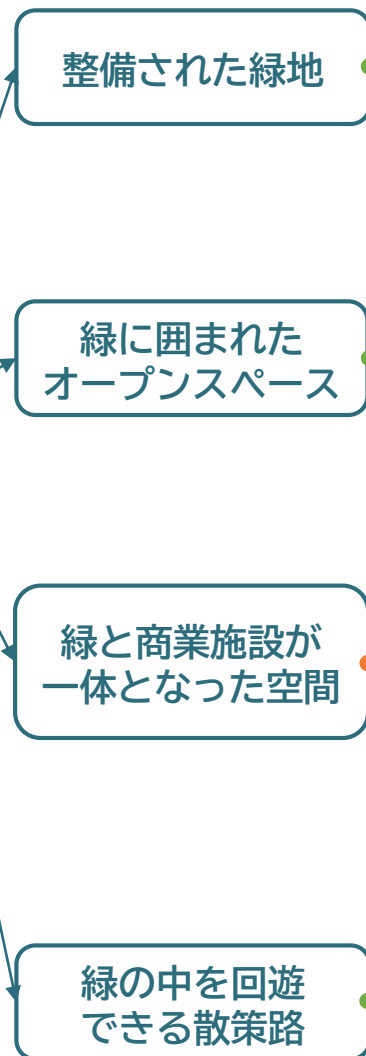 整備された緑地
緑に囲まれた
オープンスペース
緑と商業施設が
一体となった空間
緑の中を回遊
できる散策路